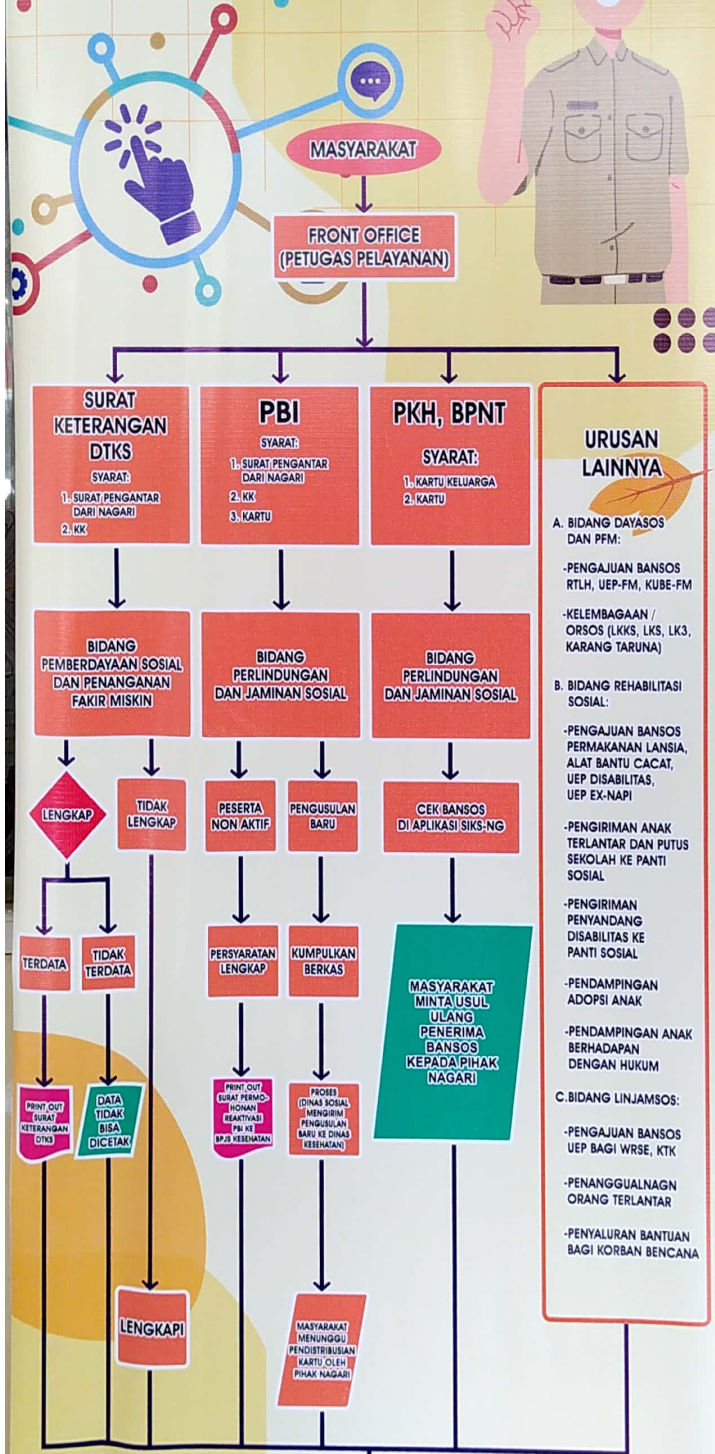 MASYARAKAT
FRONT OFFICE
(PETUGAS PELAYANAN)
SURAT
KETERANGAN
DTKS
SYARAT:
1. SURAT PENGANTAR
DARI NAGARI
2. KK
PBI
SYARAT:
1. SURAT PENGANTAR
DARI NAGARI
2. KK
3. KARTU
PKH, BPNT
SYARAT:
1. KARTU KELUARGA
2. KARTU
URUSAN
LAINNYA
A. BIDANG DAYASOS
DAN PFM:
-PENGAJUAN BANSOS
RTLH, UEP-FM, KUBE-FM
-KELEMBAGAAN /
ORSOS (LKKS, LKS, LK3,
KARANG TARUNA)
B. BIDANG REHABILITASI
SOSIAL:
-PENGAJUAN BANSOS
PERMAKANAN LANSIA,
ALAT BANTU CACAT,
UEP DISABILITAS,
UEP EX-NAPI
-PENGIRIMAN ANAK
TERLANTAR DAN PUTUS
SEKOLAH KE PANTI
SOSIAL
-PENGIRIMAN
PENYANDANG
DISABILITAS KE
PANTI SOSIAL
-PENDAMPINGAN
ADOPSI ANAK
-PENDAMPINGAN ANAK
BERHADAPAN
DENGAN HUKUM
C.BIDANG LINJAMSOS:
-PENGAJUAN BANSOS
UEP BAGI WRSE, KTK
-PENANGGUALNAGN
ORANG TERLANTAR
-PENYALURAN BANTUAN
BAGI KORBAN BENCANA
BIDANG
PEMBERDAYAAN SOSIAL
DAN PENANGANAN
FAKIR MISKIN
BIDANG
PERLINDUNGAN
DAN JAMINAN SOSIAL
BIDANG
PERLINDUNGAN
DAN JAMINAN SOSIAL
LENGKAP
TIDAK
LENGKAP
PESERTA
NON AKTIF
PENGUSULAN
BARU
CEK BANSOS
DI APLIKASI SIKS-NG
TERDATA
TIDAK
TERDATA
PERSYARATAN
LENGKAP
KUMPULKAN
BERKAS
MASYARAKAT
MINTA USUL
ULANG
PENERIMA
BANSOS
KEPADA PIHAK
NAGARI
PRINT OUT
SURAT
KETERANGAN
DTKS
DATA
TIDAK
BISA
DICETAK
PRINT OUT
SURAT PERMO-
HONAN
REAKTIVASI
PBI KE
BPJS KESEHATAN
PROSES
(DINAS SOSIAL
MENGIRIM
PENGUSULAN
BARU KE DINAS
KESEHATAN)
LENGKAPI
MASYARAKAT
MENUNGGU
PENDISTRIBUSIAN
KARTU OLEH
PIHAK NAGARI